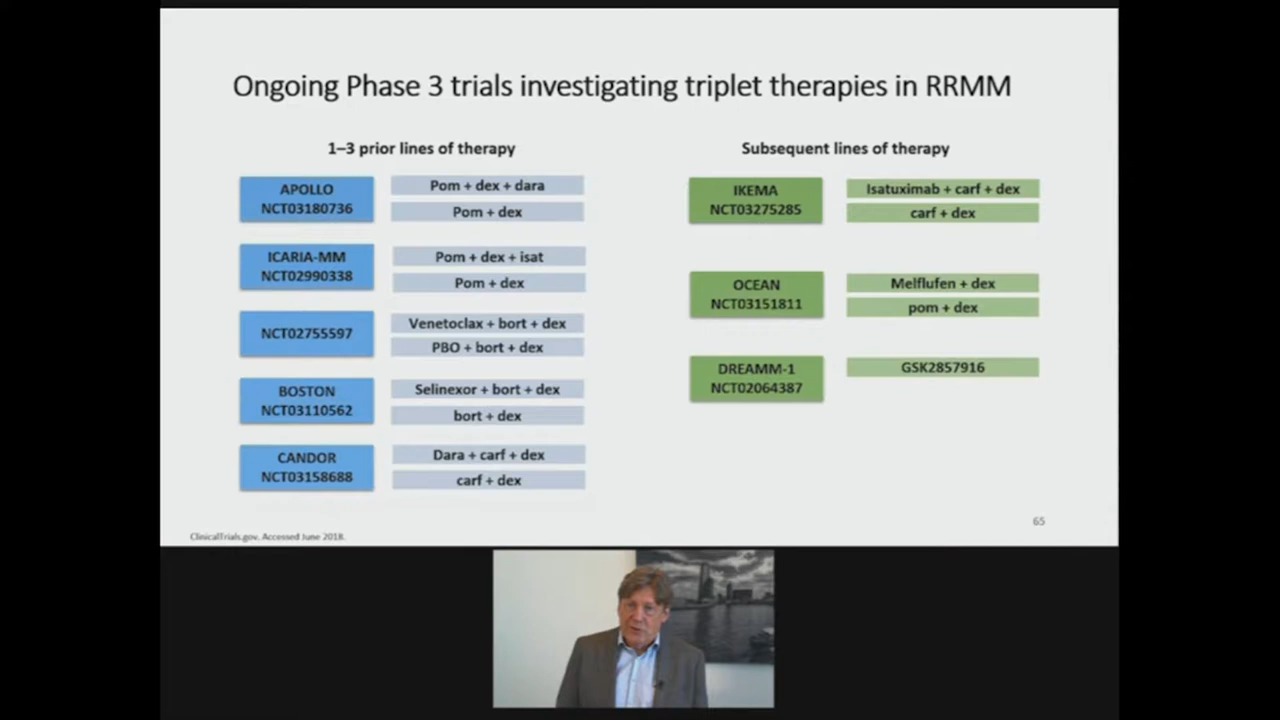 Ongoing Phase 3 trials investigating triplet therapies in RRMM
1–3 prior lines of therapy
APOLLO
NCT03180736
Pom + dex + dara
Pom + dex
ICARIA-MM
NCT02990338
Pom + dex + isat
Pom + dex
NCT02755597
Venetoclax + bort + dex
PBO + bort + dex
BOSTON
NCT03110562
Selinexor + bort + dex
bort + dex
CANDOR
NCT03158688
Dara + carf + dex
carf + dex
Subsequent lines of therapy
IKEMA
NCT03275285
Isatuximab + carf + dex
carf + dex
OCEAN
NCT03151811
Melflufen + dex
pom + dex
DREAMM-1
NCT02064387
GSK2857916
65
ClinicalTrials.gov. Accessed June 2018.